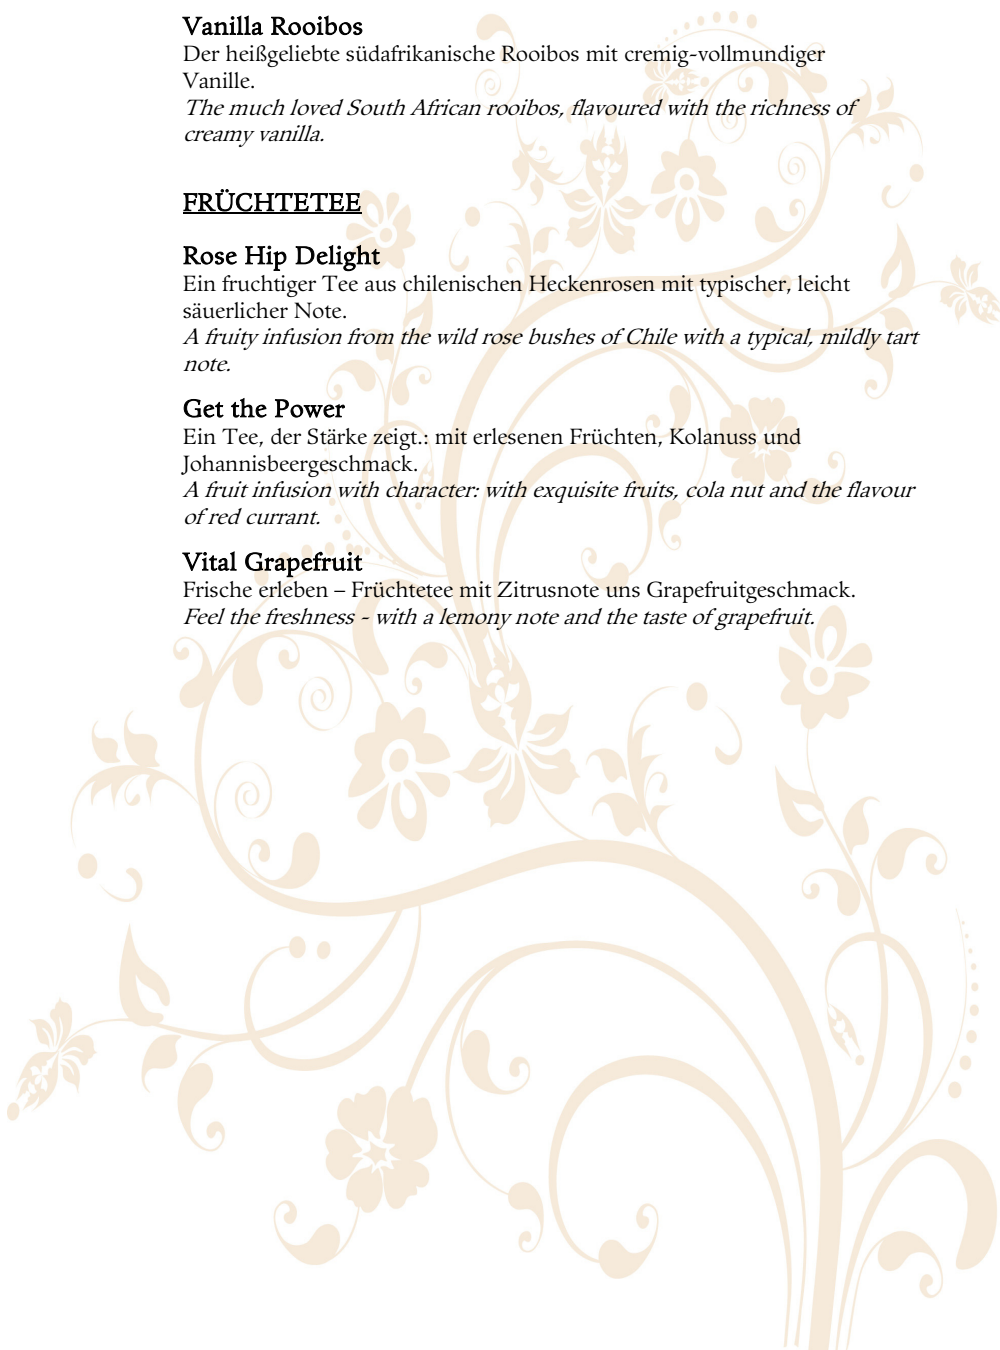 Vanilla Rooibos
Der heißgeliebte südafrikanische Rooibos mit cremig-vollmundiger
Vanille.
The much loved South African rooibos, flavoured with the richness of
creamy vanilla.
FRÜCHTETEE
Rose Hip Delight
Ein fruchtiger Tee aus chilenischen Heckenrosen mit typischer, leicht
säuerlicher Note.
A fruity infusion from the wild rose bushes of Chile with a typical, mildly tart
note.
Get the Power
Ein Tee, der Stärke zeigt.: mit erlesenen Früchten, Kolanuss und
Johannisbeergeschmack.
A fruit infusion with character: with exquisite fruits, cola nut and the flavour
of red currant.
Vital Grapefruit
Frische erleben – Früchtetee mit Zitrusnote uns Grapefruitgeschmack.
Feel the freshness - with a lemony note and the taste of grapefruit.